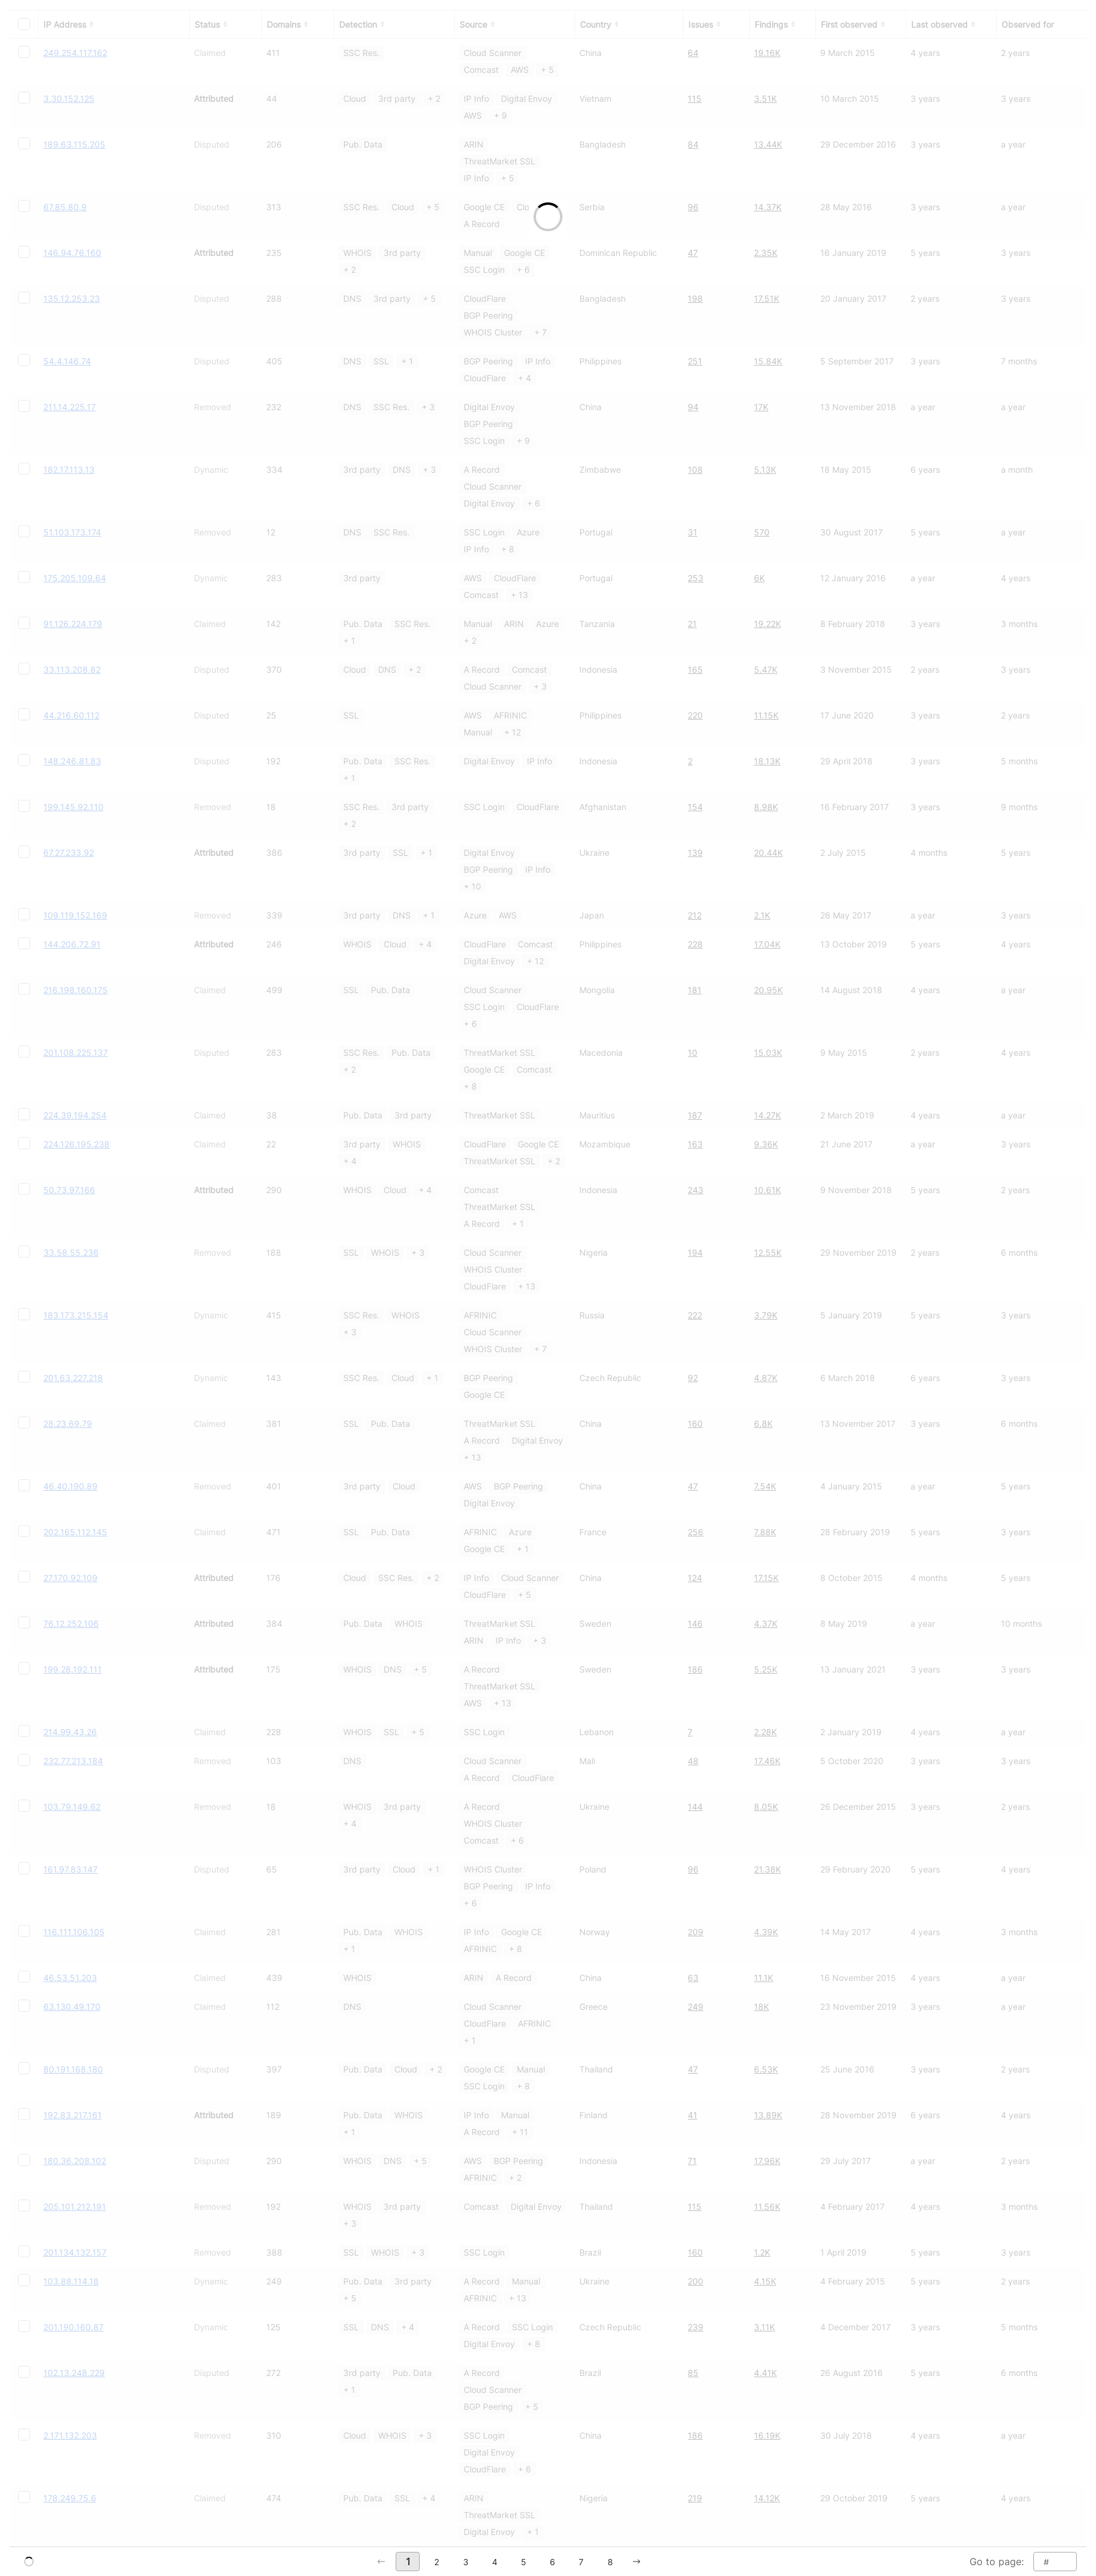 IP Address Status Domains Detection Source Country Issues Findings First observed Last observed Observed for
249.254.117.162 Claimed 411 SSC Res. Cloud Scanner China 64 19.16K 9 March 2015 4 years 2 years
Comcast AWS + 5
3.30.152.125 Attributed 44 Cloud 3rd party + 2 IP Info Digital Envoy Vietnam 115 3.51K 10 March 2015 3 years 3 years
AWS + 9
189.63.115.205 Disputed 206 Pub. Data ARIN Bangladesh 84 13.44K 29 December 2016 3 years a year
ThreatMarket SSL
IP Info + 5
67.85.80.9 Disputed 313 SSC Res. Cloud + 5 Google CE Clo Serbia 96 14.37K 28 May 2016 3 years a year
A Record
146.94.76.160 Attributed 235 WHOIS 3rd party Manual Google CE Dominican Republic 47 2.35K 16 January 2019 5 years 3 years
+ 2 SSC Login + 6
135.12.253.23 Disputed 288 DNS 3rd party + 5 CloudFlare Bangladesh 198 17.51K 20 January 2017 2 years 3 years
BGP Peering
WHOIS Cluster + 7
54.4.146.74 Disputed 405 DNS SSL + 1 BGP Peering IP Info Philippines 251 15.84K 5 September 2017 3 years 7 months
CloudFlare + 4
211.14.225.17 Removed 232 DNS SSC Res. + 3 Digital Envoy China 94 17K 13 November 2018 a year a year
BGP Peering
SSC Login + 9
182.17.113.13 Dynamic 334 3rd party DNS + 3 A Record Zimbabwe 108 5.13K 18 May 2015 6 years a month
Cloud Scanner
Digital Envoy + 6
51.103.173.174 Removed 12 DNS SSC Res. SSC Login Azure Portugal 31 570 30 August 2017 5 years a year
IP Info + 8
175.205.109.64 Dynamic 283 3rd party AWS CloudFlare Portugal 253 6K 12 January 2016 a year 4 years
Comcast + 13
91.126.224.179 Claimed 142 Pub. Data SSC Res. Manual ARIN Azure Tanzania 21 19.22K 8 February 2018 3 years 3 months
+ 1 + 2
33.113.208.82 Disputed 370 Cloud DNS + 2 A Record Comcast Indonesia 165 5.47K 3 November 2015 2 years 3 years
Cloud Scanner + 3
44.216.60.112 Disputed 25 SSL AWS AFRINIC Philippines 220 11.15K 17 June 2020 3 years 2 years
Manual + 12
148.246.81.83 Disputed 192 Pub. Data SSC Res. Digital Envoy IP Info Indonesia 2 18.13K 29 April 2018 3 years 5 months
+ 1
199.145.92.110 Removed 18 SSC Res. 3rd party SSC Login CloudFlare Afghanistan 154 8.98K 16 February 2017 3 years 9 months
+ 2
67.27.233.92 Attributed 386 3rd party SSL + 1 Digital Envoy Ukraine 139 20.44K 2 July 2015 4 months 5 years
BGP Peering IP Info
+ 10
109.119.152.169 Removed 339 3rd party DNS + 1 Azure AWS Japan 212 2.1K 26 May 2017 a year 3 years
144.206.72.91 Attributed 246 WHOIS Cloud + 4 CloudFlare Comcast Philippines 228 17.04K 13 October 2019 5 years 4 years
Digital Envoy + 12
216.198.160.175 Claimed 499 SSL Pub. Data Cloud Scanner Mongolia 181 20.95K 14 August 2018 4 years a year
SSC Login CloudFlare
+ 6
201.108.225.137 Disputed 283 SSC Res. Pub. Data ThreatMarket SSL Macedonia 10 15.03K 9 May 2015 2 years 4 years
+ 2 Google CE Comcast
+ 8
224.39.194.254 Claimed 38 Pub. Data 3rd party ThreatMarket SSL Mauritius 187 14.27K 2 March 2019 4 years a year
224.126.195.238 Claimed 22 3rd party WHOIS CloudFlare Google CE Mozambique 163 9.36K 21 June 2017 a year 3 years
+ 4 ThreatMarket SSL + 2
50.73.97.166 Attributed 290 WHOIS Cloud + 4 Comcast Indonesia 243 10.61K 9 November 2018 5 years 2 years
ThreatMarket SSL
A Record + 1
33.58.55.236 Removed 188 SSL WHOIS + 3 Cloud Scanner Nigeria 194 12.55K 29 November 2019 2 years 6 months
WHOIS Cluster
CloudFlare + 13
183.173.215.154 Dynamic 415 SSC Res. WHOIS AFRINIC Russia 222 3.79K 5 January 2019 5 years 3 years
+ 3 Cloud Scanner
WHOIS Cluster + 7
201.63.227.218 Dynamic 143 SSC Res. Cloud + 1 BGP Peering Czech Republic 92 4.87K 6 March 2018 6 years 3 years
Google CE
28.23.69.79 Claimed 381 SSL Pub. Data ThreatMarket SSL China 160 6.8K 13 November 2017 3 years 6 months
A Record Digital Envoy
+ 13
46.40.190.89 Removed 401 3rd party Cloud AWS BGP Peering China 47 7.54K 4 January 2015 a year 5 years
Digital Envoy
202.165.112.145 Claimed 471 SSL Pub. Data AFRINIC Azure France 256 7.88K 28 February 2019 5 years 3 years
Google CE + 1
27.170.92.109 Attributed 176 Cloud SSC Res. + 2 IP Info Cloud Scanner China 124 17.15K 8 October 2015 4 months 5 years
CloudFlare + 5
76.12.252.106 Attributed 384 Pub. Data WHOIS ThreatMarket SSL Sweden 146 4.37K 8 May 2019 a year 10 months
ARIN IP Info + 3
199.28.192.111 Attributed 175 WHOIS DNS + 5 A Record Sweden 186 5.25K 13 January 2021 3 years 3 years
ThreatMarket SSL
AWS + 13
214.99.43.26 Claimed 228 WHOIS SSL + 5 SSC Login Lebanon 7 2.28K 2 January 2019 4 years a year
232.77.213.184 Removed 103 DNS Cloud Scanner Mali 48 17.46K 5 October 2020 3 years 3 years
A Record CloudFlare
103.79.149.62 Removed 18 WHOIS 3rd party A Record Ukraine 144 8.05K 26 December 2015 3 years 2 years
+ 4 WHOIS Cluster
Comcast + 6
161.97.83.147 Disputed 65 3rd party Cloud + 1 WHOIS Cluster Poland 96 21.38K 29 February 2020 5 years 4 years
BGP Peering IP Info
+ 6
116.111.106.105 Claimed 281 Pub. Data WHOIS IP Info Google CE Norway 209 4.39K 14 May 2017 4 years 3 months
+ 1 AFRINIC + 8
46.53.51.203 Claimed 439 WHOIS ARIN A Record China 63 11.1K 16 November 2015 4 years a year
63.130.49.170 Claimed 112 DNS Cloud Scanner Greece 249 18K 23 November 2019 3 years a year
CloudFlare AFRINIC
+ 1
80.191.168.180 Disputed 397 Pub. Data Cloud + 2 Google CE Manual Thailand 47 6.53K 25 June 2016 3 years 2 years
SSC Login + 8
192.83.217.161 Attributed 189 Pub. Data WHOIS IP Info Manual Finland 41 13.89K 28 November 2019 6 years 4 years
+ 1 A Record + 11
180.36.208.102 Disputed 290 WHOIS DNS + 5 AWS BGP Peering Indonesia 71 17.96K 29 July 2017 a year 2 years
AFRINIC + 2
205.101.212.191 Removed 192 WHOIS 3rd party Comcast Digital Envoy Thailand 115 11.56K 4 February 2017 4 years 3 months
+ 3
201.134.132.157 Removed 388 SSL WHOIS + 3 SSC Login Brazil 160 1.2K 1 April 2019 5 years 3 years
103.88.114.18 Dynamic 249 Pub. Data 3rd party A Record Manual Ukraine 200 4.15K 4 February 2015 5 years 2 years
+ 5 AFRINIC + 13
201.190.160.87 Dynamic 125 SSL DNS + 4 A Record SSC Login Czech Republic 239 3.11K 4 December 2017 3 years 5 months
Digital Envoy + 8
102.13.248.229 Disputed 272 3rd party Pub. Data A Record Brazil 85 4.41K 26 August 2016 5 years 6 months
+ 1 Cloud Scanner
BGP Peering + 5
2.171.132.203 Removed 310 Cloud WHOIS + 3 SSC Login China 186 16.19K 30 July 2018 4 years a year
Digital Envoy
CloudFlare + 6
178.249.75.6 Claimed 474 Pub. Data SSL + 4 ARIN Nigeria 219 14.12K 29 October 2019 5 years 4 years
ThreatMarket SSL
Digital Envoy + 1
← 1 2 3 4 5 6 7 8 → Go to page: #